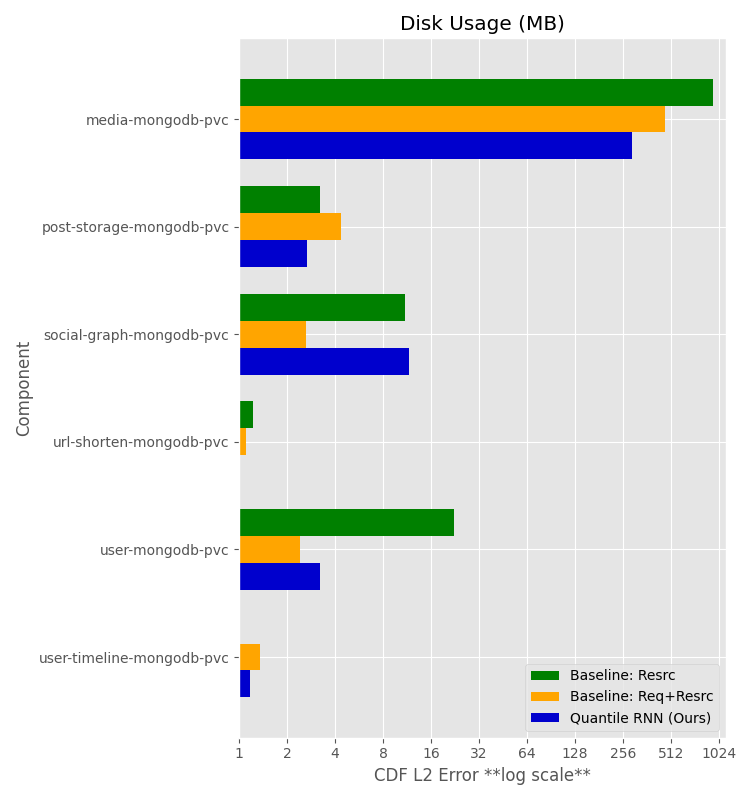 Disk Usage (MB)
Component
media-mongodb-pvc
post-storage-mongodb-pvc
social-graph-mongodb-pvc
url-shorten-mongodb-pvc
user-mongodb-pvc
user-timeline-mongodb-pvc
Baseline: Resrc
Baseline: Req+Resrc
Quantile RNN (Ours)
1 2 4 8 16 32 64 128 256 512 1024
CDF L2 Error **log scale**